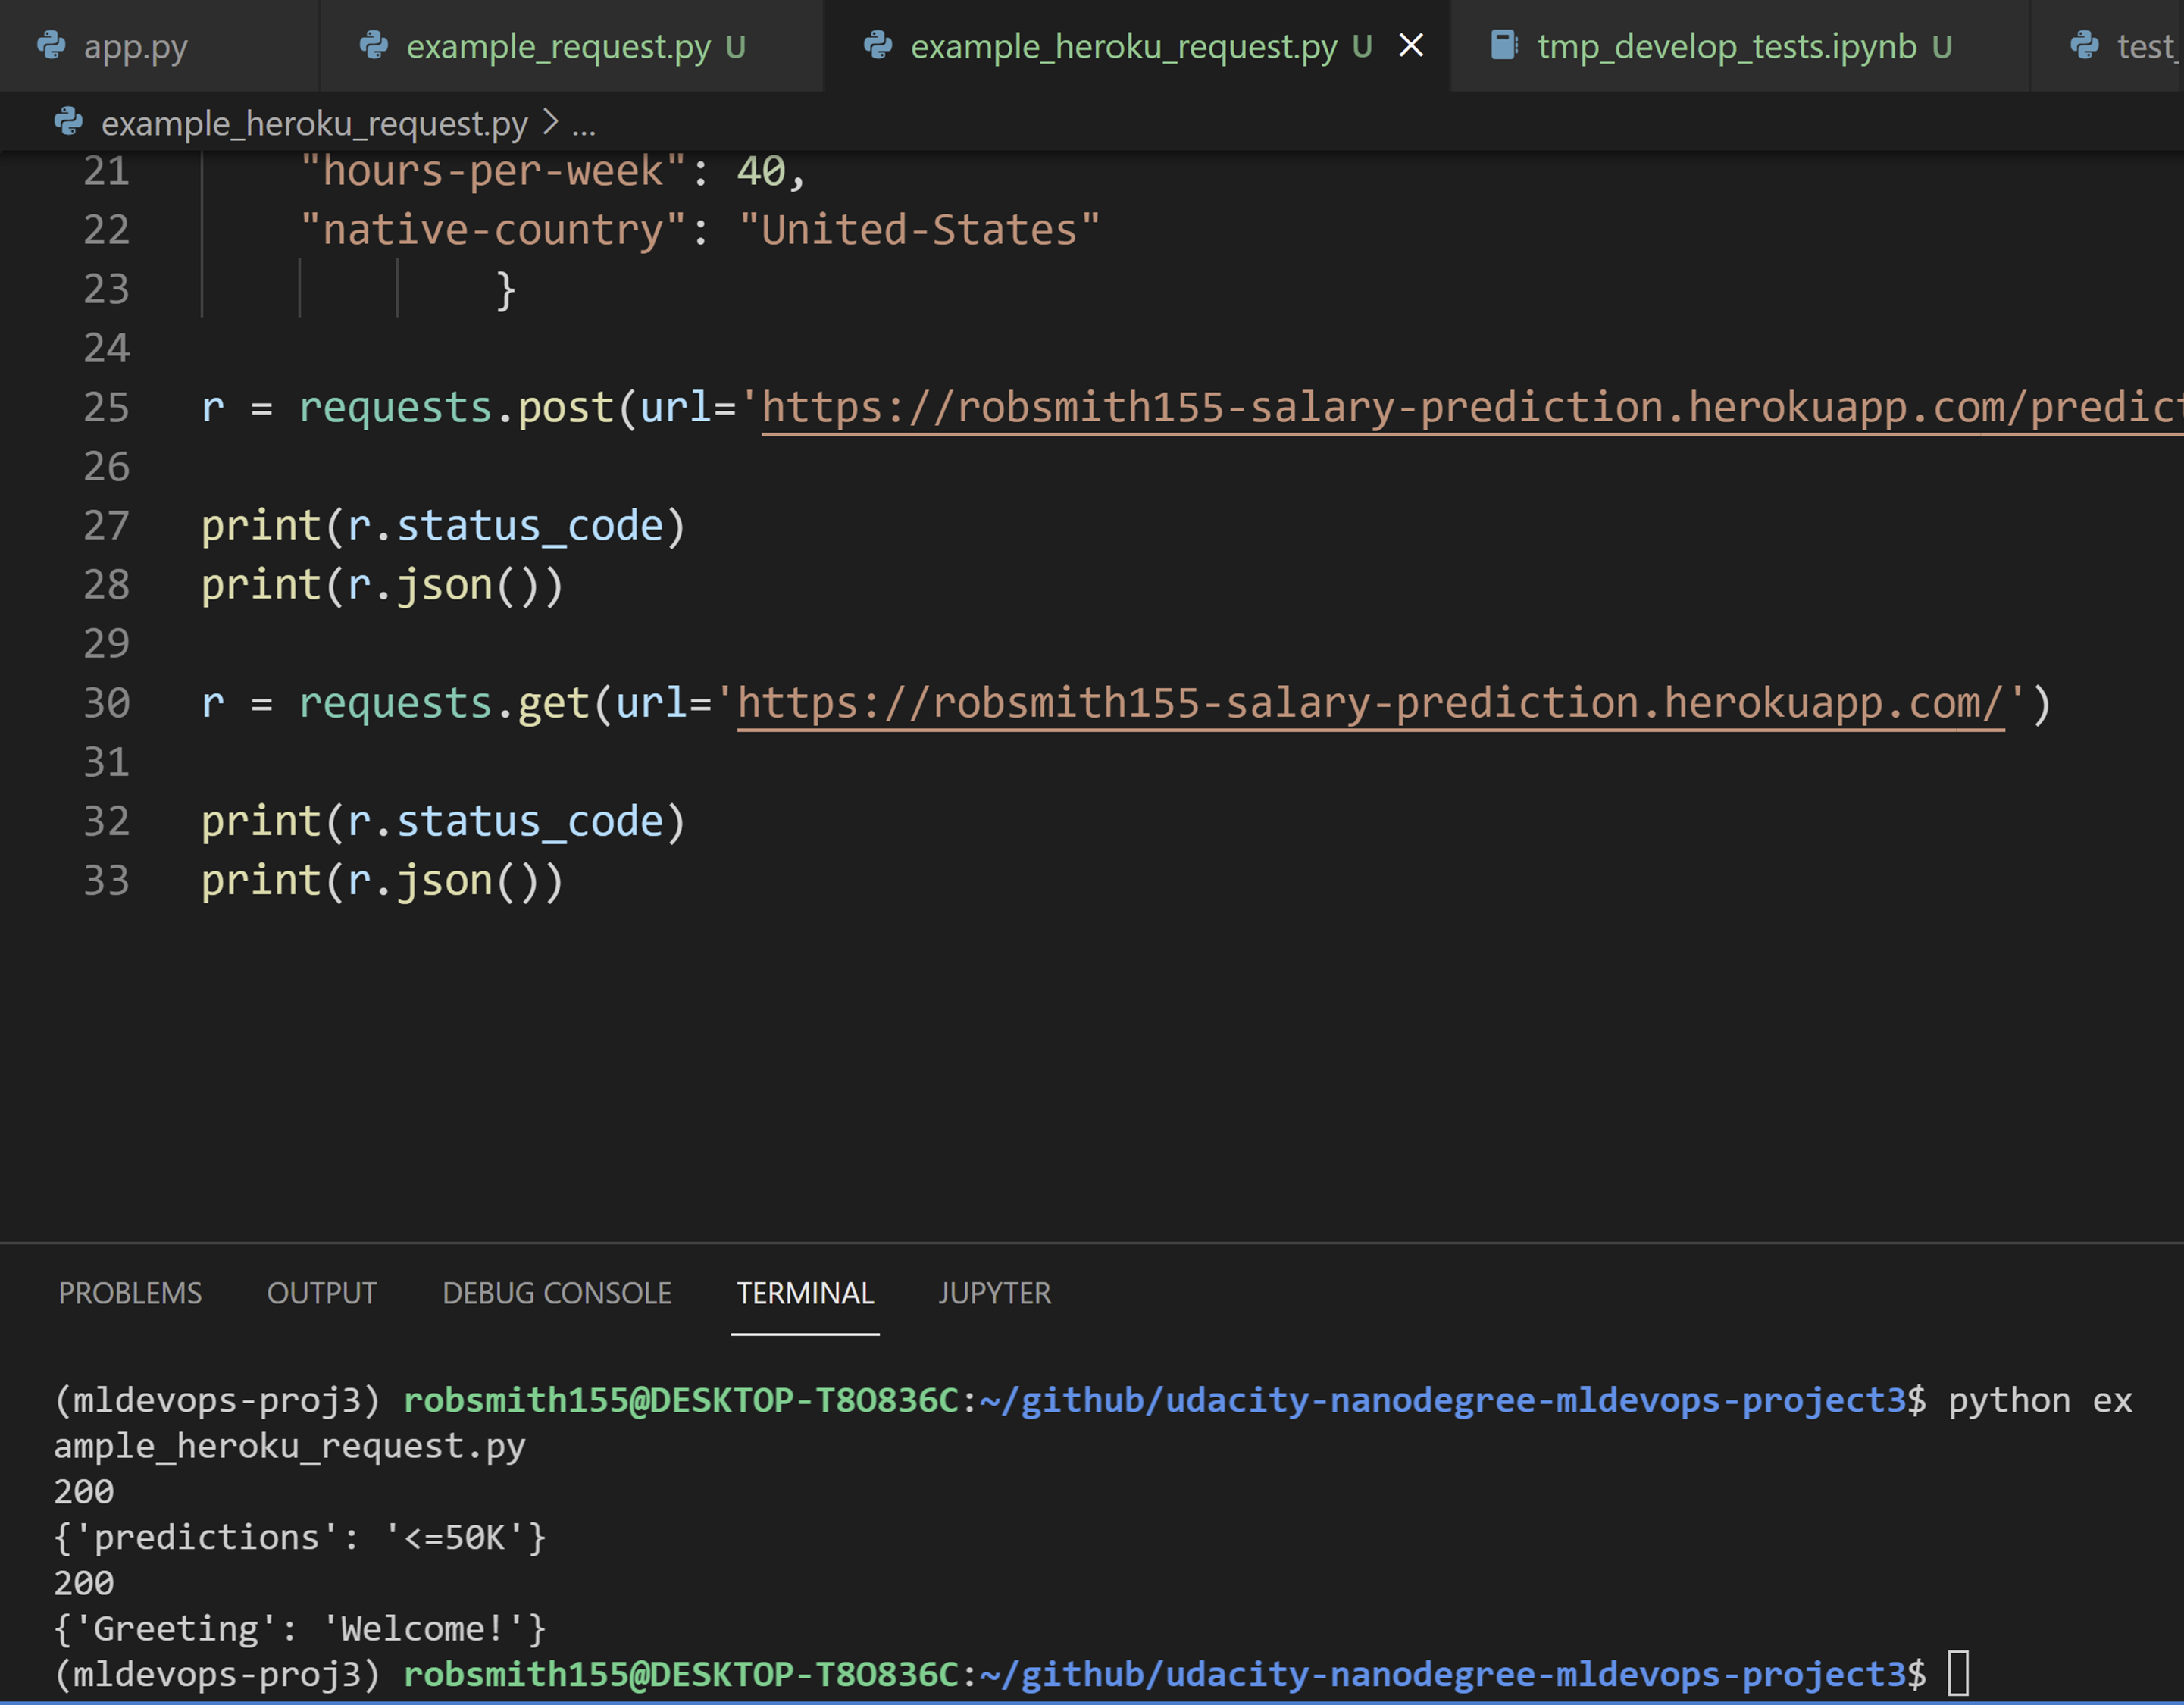 app.py example_request.py U example_heroku_request.py U tmp_develop_tests.ipynb U test_
example_heroku_request.py > ...
21 "hours-per-week": 40,
22 "native-country": "United-States"
23 }
24
25 r = requests.post(url='https://robsmith155-salary-prediction.herokuapp.com/predict
26
27 print(r.status_code)
28 print(r.json())
29
30 r = requests.get(url='https://robsmith155-salary-prediction.herokuapp.com/')
31
32 print(r.status_code)
33 print(r.json())
PROBLEMS OUTPUT DEBUG CONSOLE TERMINAL JUPYTER
(mldevops-proj3) robsmith155@DESKTOP-T8O836C:~/github/udacity-nanodegree-mldevops-project3$ python ex
ample_heroku_request.py
200
{'predictions': '<=50K'}
200
{'Greeting': 'Welcome!'}
(mldevops-proj3) robsmith155@DESKTOP-T8O836C:~/github/udacity-nanodegree-mldevops-project3$